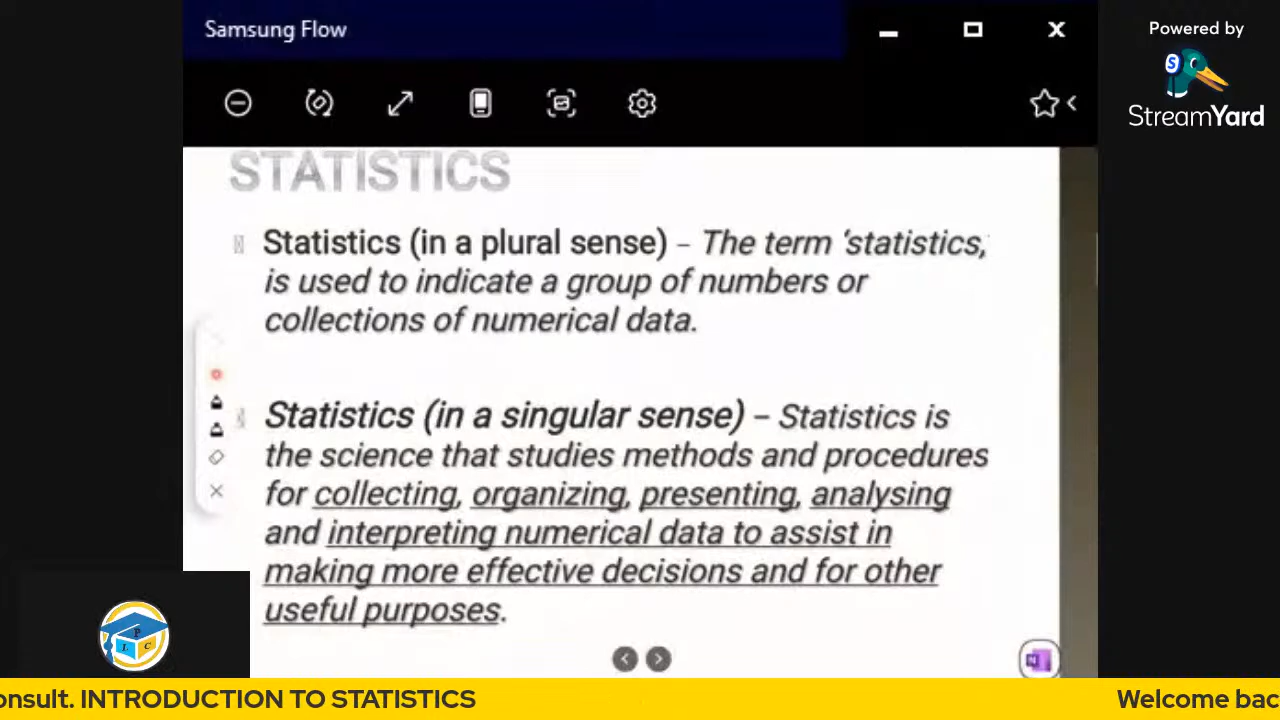 Samsung Flow
Powered by
StreamYard
STATISTICS
Statistics (in a plural sense) – The term ‘statistics,
is used to indicate a group of numbers or
collections of numerical data.
Statistics (in a singular sense) – Statistics is
the science that studies methods and procedures
for collecting, organizing, presenting, analysing
and interpreting numerical data to assist in
making more effective decisions and for other
useful purposes.
onsult. INTRODUCTION TO STATISTICS
Welcome bac